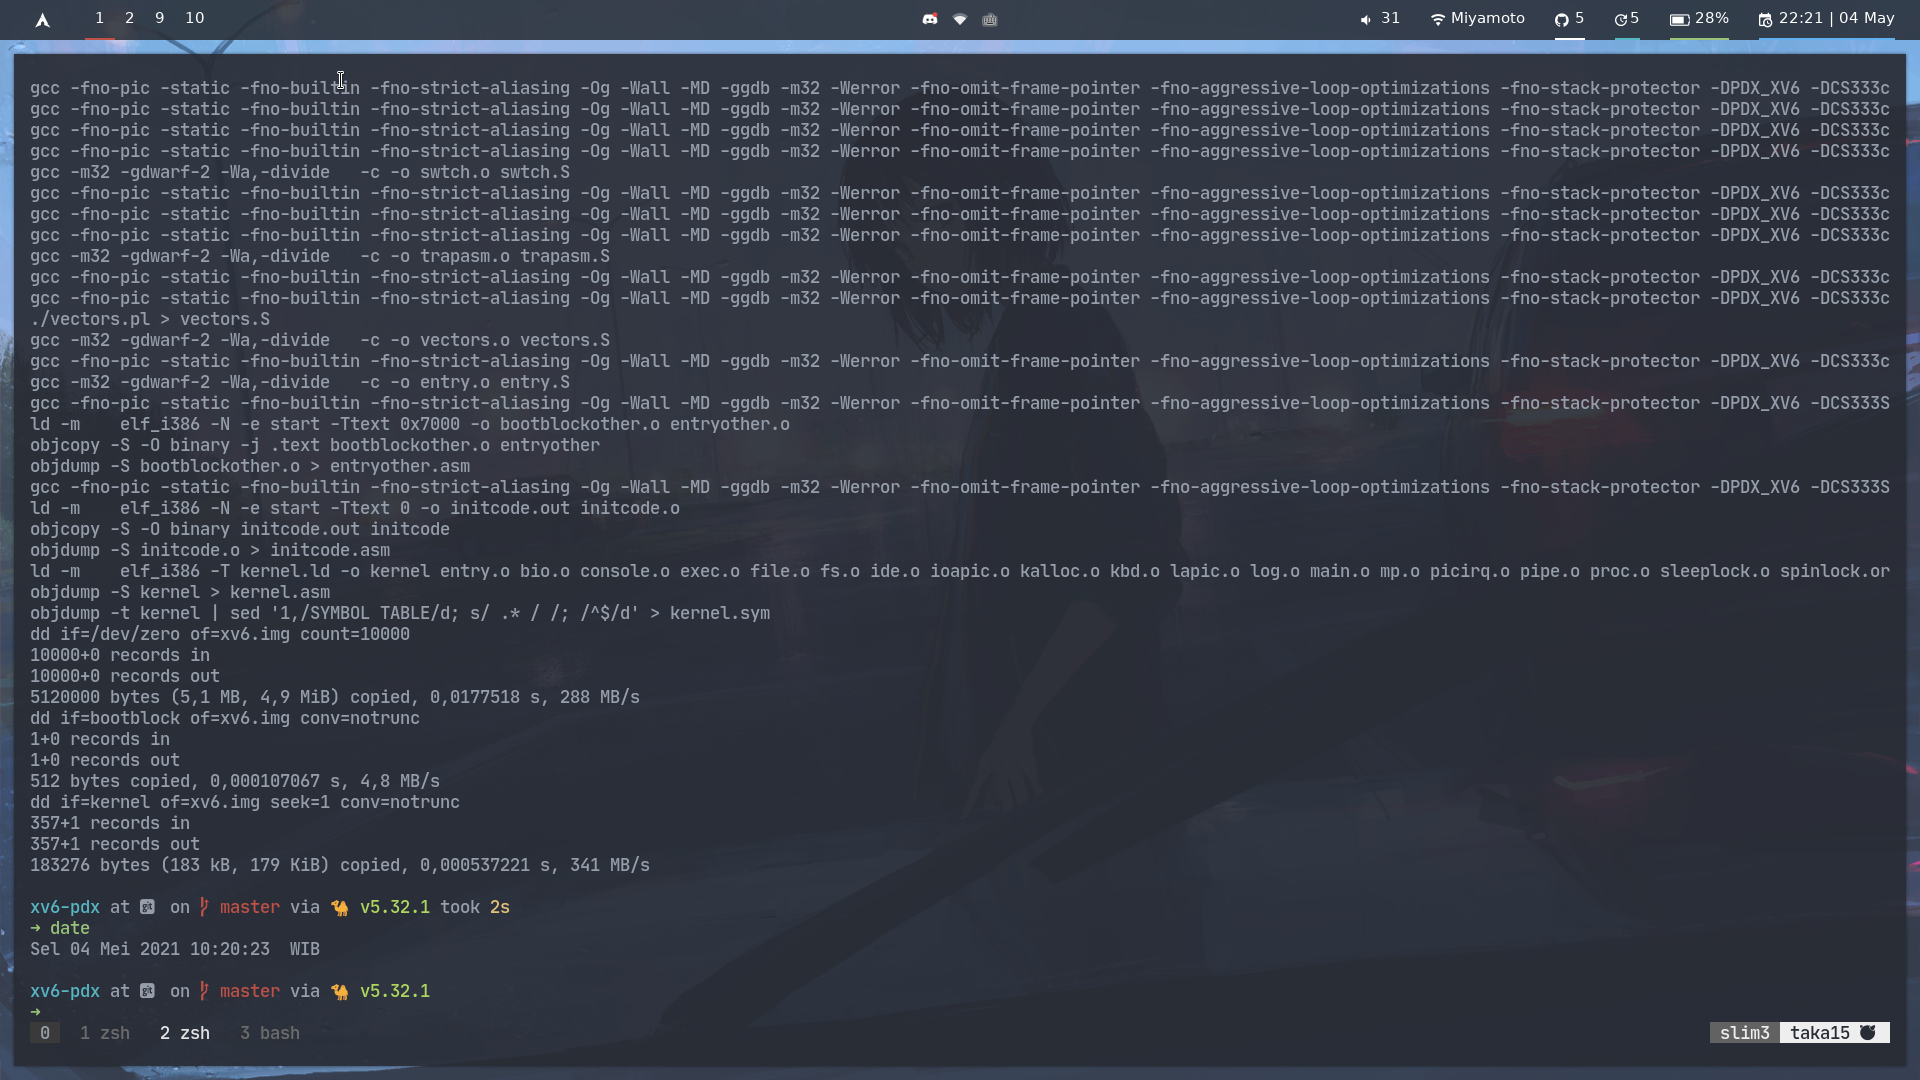 1 2 9 10 31 Miyamoto 5 5 28% 22:21 | 04 May
gcc -fno-pic -static -fno-builtin -fno-strict-aliasing -Og -Wall -MD -ggdb -m32 -Werror -fno-omit-frame-pointer -fno-aggressive-loop-optimizations -fno-stack-protector -DPDX_XV6 -DCS333c
gcc -fno-pic -static -fno-builtin -fno-strict-aliasing -Og -Wall -MD -ggdb -m32 -Werror -fno-omit-frame-pointer -fno-aggressive-loop-optimizations -fno-stack-protector -DPDX_XV6 -DCS333c
gcc -fno-pic -static -fno-builtin -fno-strict-aliasing -Og -Wall -MD -ggdb -m32 -Werror -fno-omit-frame-pointer -fno-aggressive-loop-optimizations -fno-stack-protector -DPDX_XV6 -DCS333c
gcc -fno-pic -static -fno-builtin -fno-strict-aliasing -Og -Wall -MD -ggdb -m32 -Werror -fno-omit-frame-pointer -fno-aggressive-loop-optimizations -fno-stack-protector -DPDX_XV6 -DCS333c
gcc -m32 -gdwarf-2 -Wa,-divide   -c -o swtch.o swtch.S
gcc -fno-pic -static -fno-builtin -fno-strict-aliasing -Og -Wall -MD -ggdb -m32 -Werror -fno-omit-frame-pointer -fno-aggressive-loop-optimizations -fno-stack-protector -DPDX_XV6 -DCS333c
gcc -fno-pic -static -fno-builtin -fno-strict-aliasing -Og -Wall -MD -ggdb -m32 -Werror -fno-omit-frame-pointer -fno-aggressive-loop-optimizations -fno-stack-protector -DPDX_XV6 -DCS333c
gcc -fno-pic -static -fno-builtin -fno-strict-aliasing -Og -Wall -MD -ggdb -m32 -Werror -fno-omit-frame-pointer -fno-aggressive-loop-optimizations -fno-stack-protector -DPDX_XV6 -DCS333c
gcc -m32 -gdwarf-2 -Wa,-divide   -c -o trapasm.o trapasm.S
gcc -fno-pic -static -fno-builtin -fno-strict-aliasing -Og -Wall -MD -ggdb -m32 -Werror -fno-omit-frame-pointer -fno-aggressive-loop-optimizations -fno-stack-protector -DPDX_XV6 -DCS333c
gcc -fno-pic -static -fno-builtin -fno-strict-aliasing -Og -Wall -MD -ggdb -m32 -Werror -fno-omit-frame-pointer -fno-aggressive-loop-optimizations -fno-stack-protector -DPDX_XV6 -DCS333c
./vectors.pl > vectors.S
gcc -m32 -gdwarf-2 -Wa,-divide   -c -o vectors.o vectors.S
gcc -fno-pic -static -fno-builtin -fno-strict-aliasing -Og -Wall -MD -ggdb -m32 -Werror -fno-omit-frame-pointer -fno-aggressive-loop-optimizations -fno-stack-protector -DPDX_XV6 -DCS333c
gcc -m32 -gdwarf-2 -Wa,-divide   -c -o entry.o entry.S
gcc -fno-pic -static -fno-builtin -fno-strict-aliasing -Og -Wall -MD -ggdb -m32 -Werror -fno-omit-frame-pointer -fno-aggressive-loop-optimizations -fno-stack-protector -DPDX_XV6 -DCS333S
ld -m    elf_i386 -N -e start -Ttext 0x7000 -o bootblockother.o entryother.o
objcopy -S -O binary -j .text bootblockother.o entryother
objdump -S bootblockother.o > entryother.asm
gcc -fno-pic -static -fno-builtin -fno-strict-aliasing -Og -Wall -MD -ggdb -m32 -Werror -fno-omit-frame-pointer -fno-aggressive-loop-optimizations -fno-stack-protector -DPDX_XV6 -DCS333S
ld -m    elf_i386 -N -e start -Ttext 0 -o initcode.out initcode.o
objcopy -S -O binary initcode.out initcode
objdump -S initcode.o > initcode.asm
ld -m    elf_i386 -T kernel.ld -o kernel entry.o bio.o console.o exec.o file.o fs.o ide.o ioapic.o kalloc.o kbd.o lapic.o log.o main.o mp.o picirq.o pipe.o proc.o sleeplock.o spinlock.or
objdump -S kernel > kernel.asm
objdump -t kernel | sed '1,/SYMBOL TABLE/d; s/ .* / /; /^$/d' > kernel.sym
dd if=/dev/zero of=xv6.img count=10000
10000+0 records in
10000+0 records out
5120000 bytes (5,1 MB, 4,9 MiB) copied, 0,0177518 s, 288 MB/s
dd if=bootblock of=xv6.img conv=notrunc
1+0 records in
1+0 records out
512 bytes copied, 0,000107067 s, 4,8 MB/s
dd if=kernel of=xv6.img seek=1 conv=notrunc
357+1 records in
357+1 records out
183276 bytes (183 kB, 179 KiB) copied, 0,000537221 s, 341 MB/s
xv6-pdx at git on master via 🐪 v5.32.1 took 2s
➜ date
Sel 04 Mei 2021 10:20:23  WIB
xv6-pdx at git on master via 🐪 v5.32.1
➜
0 1 zsh 2 zsh 3 bash slim3 taka15